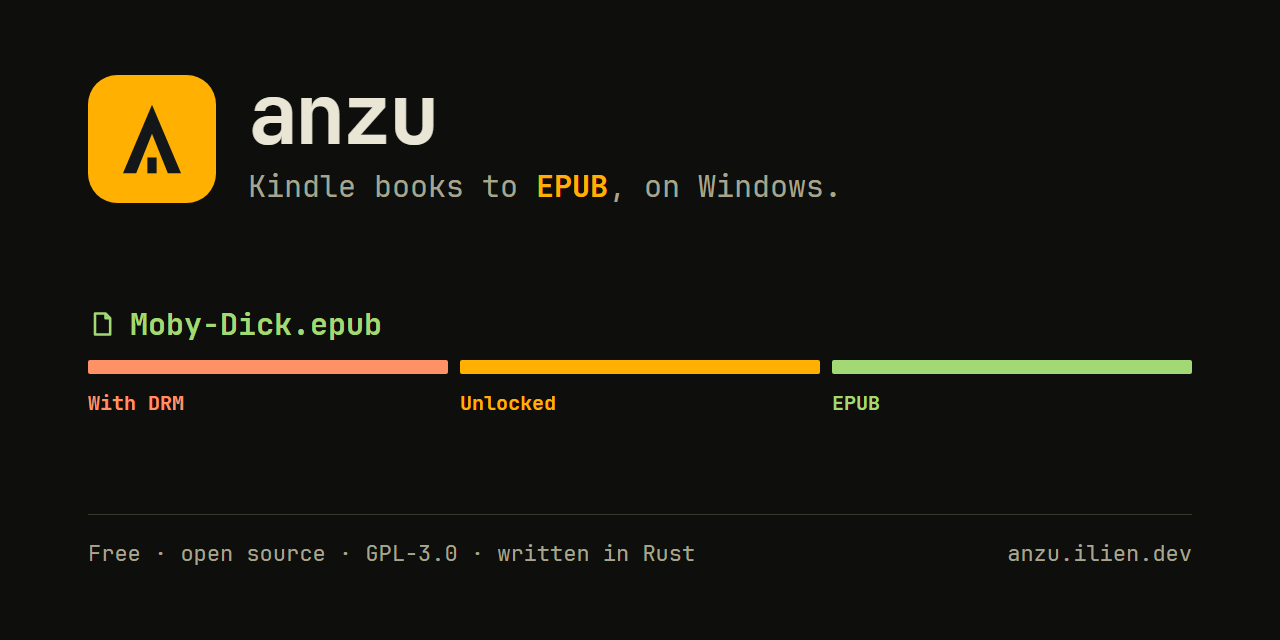 anzu
Kindle books to EPUB, on Windows.
Moby-Dick.epub
With DRM
Unlocked
EPUB
Free · open source · GPL-3.0 · written in Rust
anzu.ilien.dev